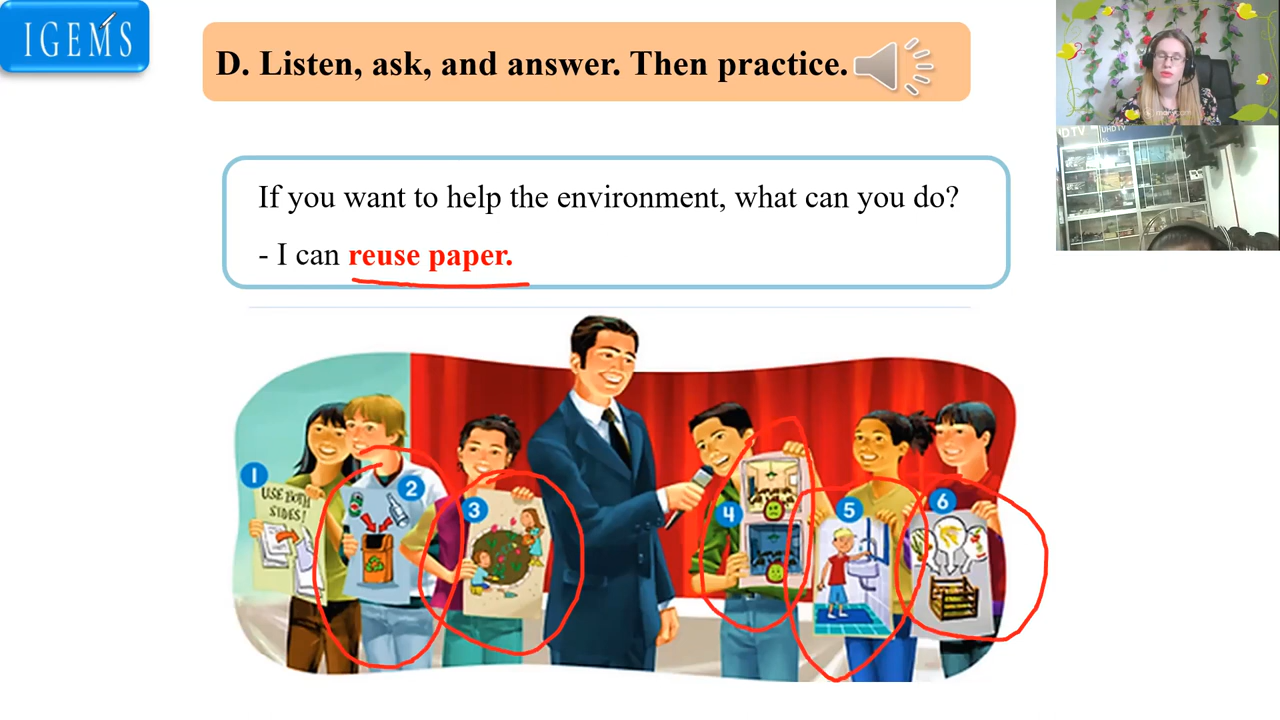 IGEMS
D. Listen, ask, and answer. Then practice.
If you want to help the environment, what can you do?
- I can reuse paper.
1
USE BOTH
SIDES!
2
3
4
5
6
UHDTV